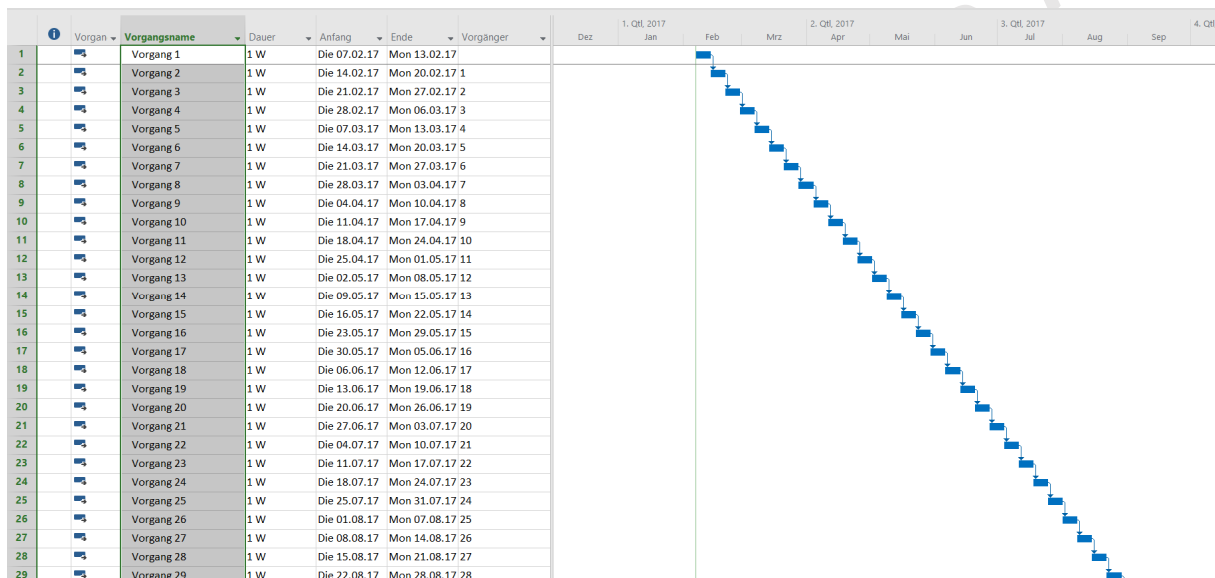 1. Qtl, 2017 2. Qtl, 2017 3. Qtl, 2017 4. Qtl
Vorgan Vorgangsname Dauer Anfang Ende Vorgänger Dez Jan Feb Mrz Apr Mai Jun Jul Aug Sep
1 Vorgang 1 1 W Die 07.02.17 Mon 13.02.17
2 Vorgang 2 1 W Die 14.02.17 Mon 20.02.17 1
3 Vorgang 3 1 W Die 21.02.17 Mon 27.02.17 2
4 Vorgang 4 1 W Die 28.02.17 Mon 06.03.17 3
5 Vorgang 5 1 W Die 07.03.17 Mon 13.03.17 4
6 Vorgang 6 1 W Die 14.03.17 Mon 20.03.17 5
7 Vorgang 7 1 W Die 21.03.17 Mon 27.03.17 6
8 Vorgang 8 1 W Die 28.03.17 Mon 03.04.17 7
9 Vorgang 9 1 W Die 04.04.17 Mon 10.04.17 8
10 Vorgang 10 1 W Die 11.04.17 Mon 17.04.17 9
11 Vorgang 11 1 W Die 18.04.17 Mon 24.04.17 10
12 Vorgang 12 1 W Die 25.04.17 Mon 01.05.17 11
13 Vorgang 13 1 W Die 02.05.17 Mon 08.05.17 12
14 Vorgang 14 1 W Die 09.05.17 Mon 15.05.17 13
15 Vorgang 15 1 W Die 16.05.17 Mon 22.05.17 14
16 Vorgang 16 1 W Die 23.05.17 Mon 29.05.17 15
17 Vorgang 17 1 W Die 30.05.17 Mon 05.06.17 16
18 Vorgang 18 1 W Die 06.06.17 Mon 12.06.17 17
19 Vorgang 19 1 W Die 13.06.17 Mon 19.06.17 18
20 Vorgang 20 1 W Die 20.06.17 Mon 26.06.17 19
21 Vorgang 21 1 W Die 27.06.17 Mon 03.07.17 20
22 Vorgang 22 1 W Die 04.07.17 Mon 10.07.17 21
23 Vorgang 23 1 W Die 11.07.17 Mon 17.07.17 22
24 Vorgang 24 1 W Die 18.07.17 Mon 24.07.17 23
25 Vorgang 25 1 W Die 25.07.17 Mon 31.07.17 24
26 Vorgang 26 1 W Die 01.08.17 Mon 07.08.17 25
27 Vorgang 27 1 W Die 08.08.17 Mon 14.08.17 26
28 Vorgang 28 1 W Die 15.08.17 Mon 21.08.17 27
29 Vorgang 29 1 W Die 22.08.17 Mon 28.08.17 28